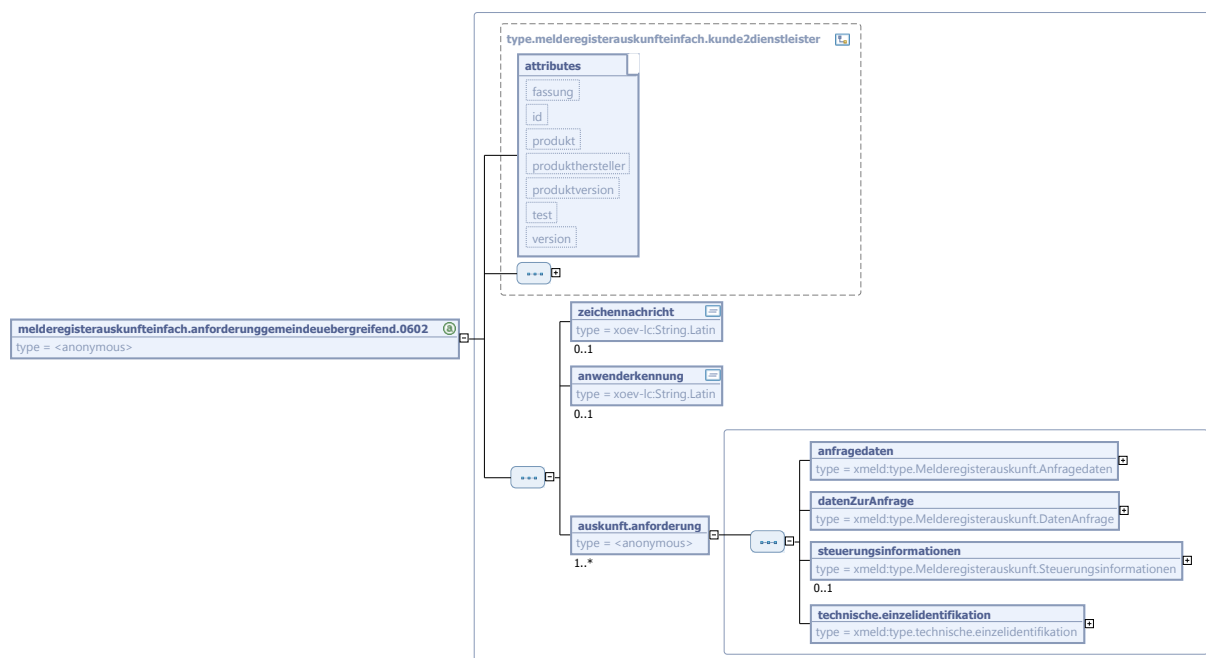 type.melderegisterauskunfteinfach.kunde2dienstleister
attributes
fassung
id
produkt
produkthersteller
produktversion
test
version
melderegisterauskunfteinfach.anforderunggemeindeuebergreifend.0602
type = <anonymous>
zeichennachricht
type = xoev-lc:String.Latin
0..1
anwenderkennung
type = xoev-lc:String.Latin
0..1
auskunft.anforderung
type = <anonymous>
1..*
anfragedaten
type = xmeld:type.Melderegisterauskunft.Anfragedaten
datenZurAnfrage
type = xmeld:type.Melderegisterauskunft.DatenAnfrage
steuerungsinformationen
type = xmeld:type.Melderegisterauskunft.Steuerungsinformationen
0..1
technische.einzelidentifikation
type = xmeld:type.technische.einzelidentifikation